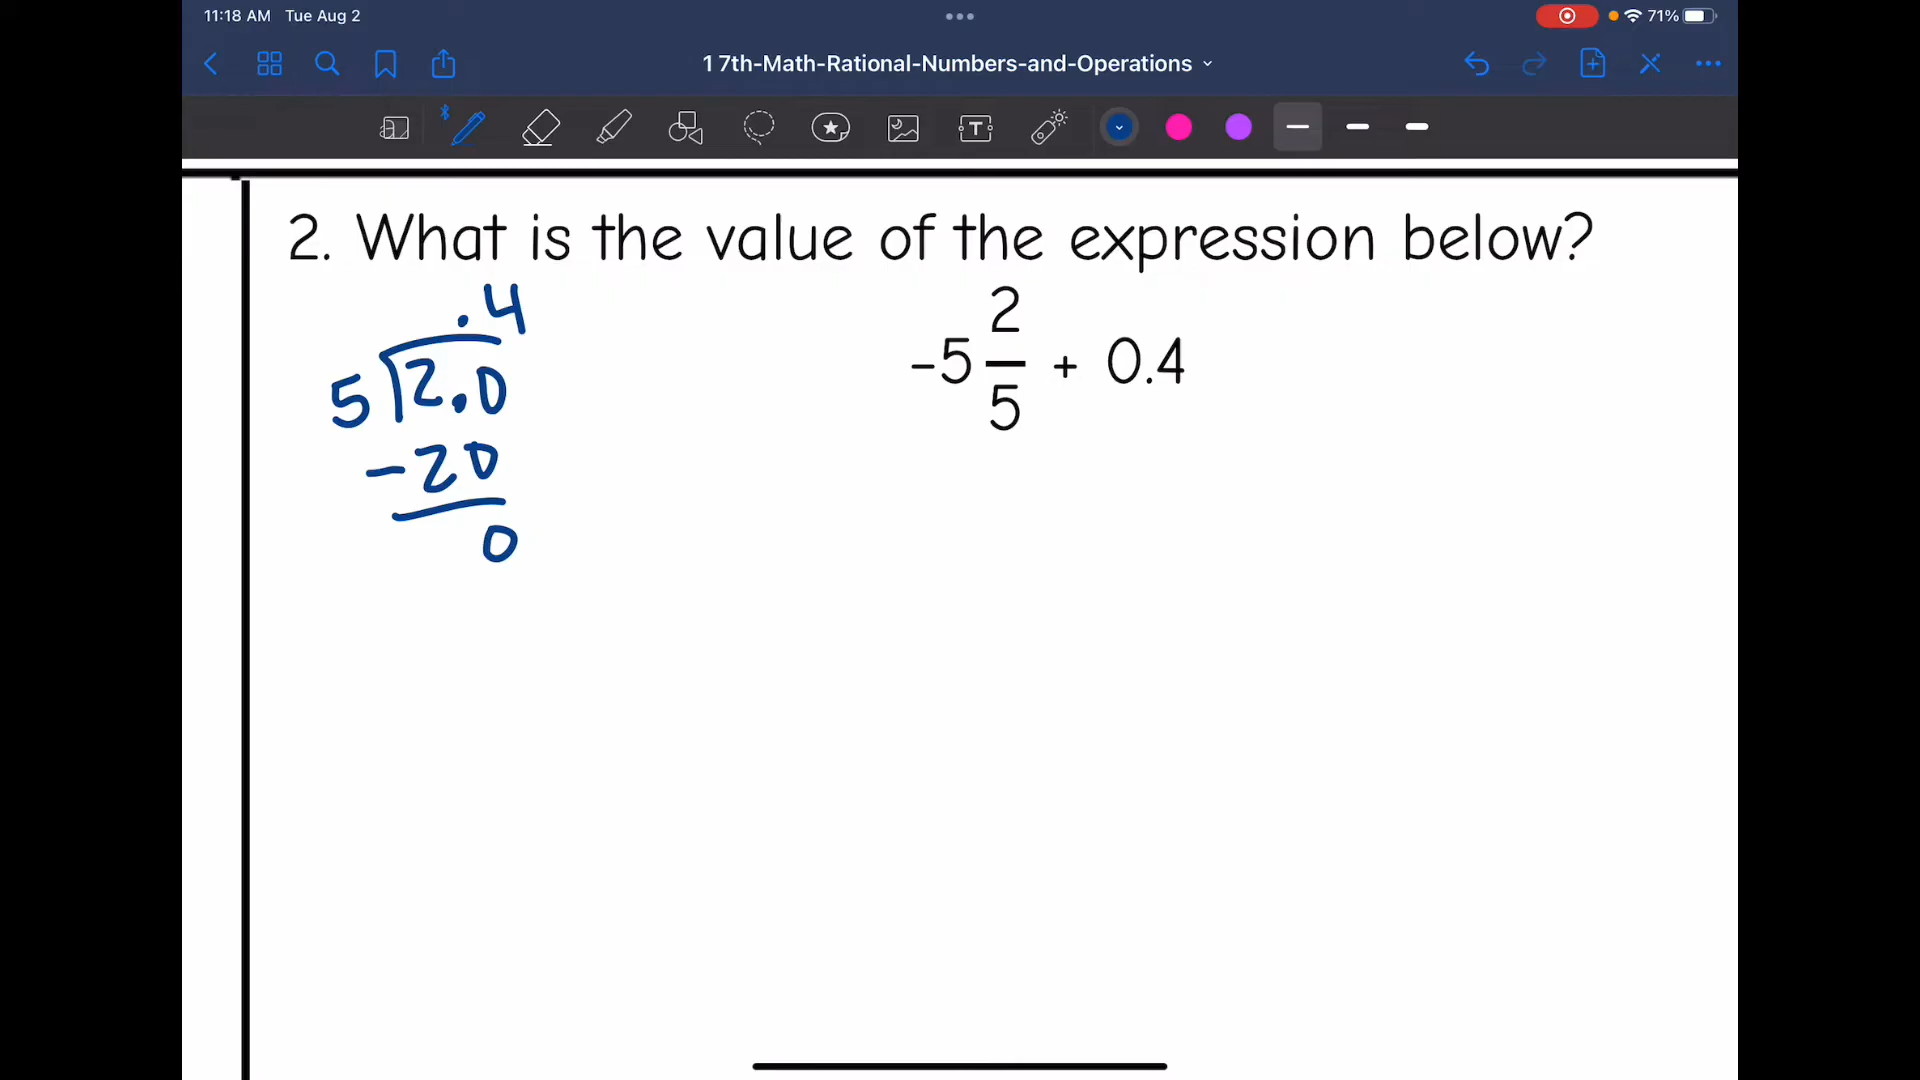 11:18 AM Tue Aug 2
71%
1 7th-Math-Rational-Numbers-and-Operations
T
2. What is the value of the expression below?
.4
5 2.0
-20
0
2
-5 + 0.4
5